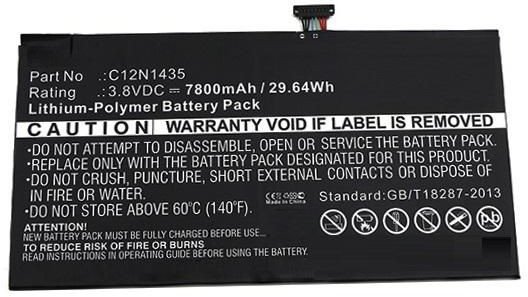 Part No .:C12N1435
Rating .:3.8VDC ⎓ 7800mAh / 29.64Wh
Lithium-Polymer Battery Pack
CAUTION WARRANTY VOID IF LABEL IS REMOVED
•DO NOT ATTEMPT TO DISASSEMBLE, OPEN OR SERVICE THE BATTERY PACK
•REPLACE ONLY WITH THE BATTERY PACK DESIGNATED FOR THIS PRODUCT.
•DO NOT CRUSH, PUNCTURE, SHORT EXTERNAL CONTACTS OR DISPOSE OF
IN FIRE OR WATER.
•DO NOT STORE ABOVE 60°C (140°F).
Standard:GB/T18287-2013
Made In China
ATTENTION!
NEW BATTERY PACK MUST BE FULLY CHARGED BEFORE USE
RISK OF FIRE OR BURNS
READ INSTRUCTIONS IN OPERATING MANUAL BEFORE USING THE BATTERY.